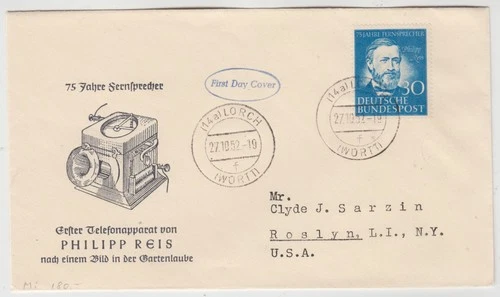 75 Jahre Fernsprecher
First Day Cover
75 JAHRE FERNSPRECHER
Philipp
Reis
30
DEUTSCHE
BUNDESPOST
(14a) LORCH
27.10.52.-19
f
(WÜRTT)
(14a) LORCH
27.10.52.-19
f
(WÜRTT)
Erster Telefonapparat von
PHILIPP REIS
nach einem Bild in der Gartenlaube
Mr.
Clyde J. Sarzin
Roslyn, L.I., N.Y.
U.S.A.
Mi 180.-